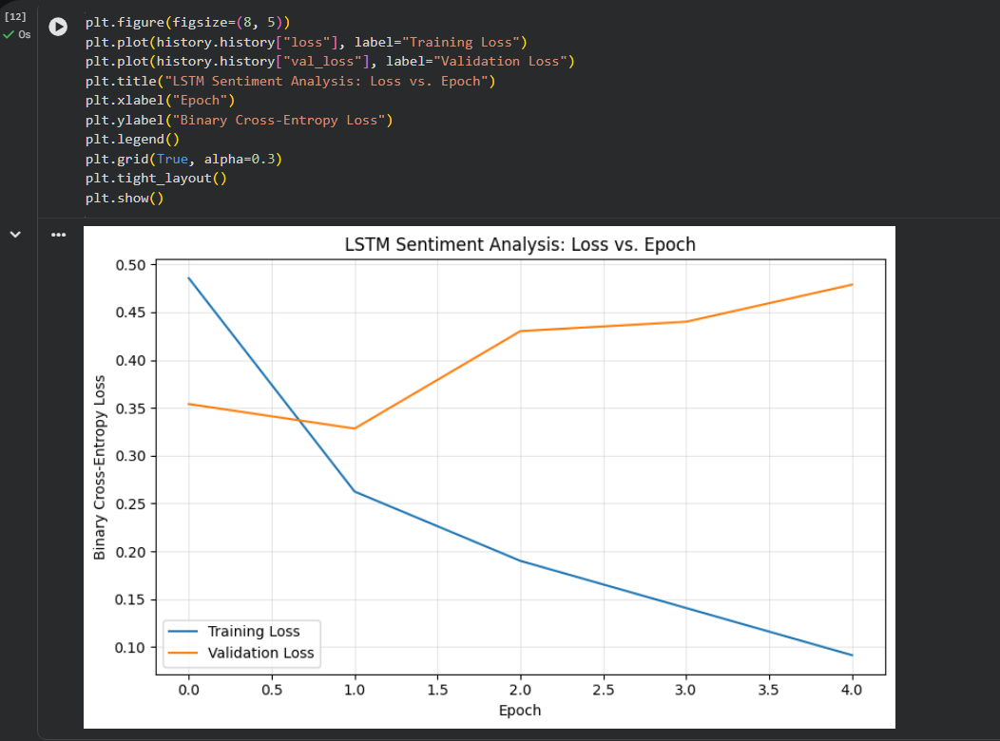 [12]
0s
plt.figure(figsize=(8, 5))
plt.plot(history.history["loss"], label="Training Loss")
plt.plot(history.history["val_loss"], label="Validation Loss")
plt.title("LSTM Sentiment Analysis: Loss vs. Epoch")
plt.xlabel("Epoch")
plt.ylabel("Binary Cross-Entropy Loss")
plt.legend()
plt.grid(True, alpha=0.3)
plt.tight_layout()
plt.show()
LSTM Sentiment Analysis: Loss vs. Epoch
Binary Cross-Entropy Loss
0.50
0.45
0.40
0.35
0.30
0.25
0.20
0.15
0.10
Training Loss
Validation Loss
0.0 0.5 1.0 1.5 2.0 2.5 3.0 3.5 4.0
Epoch